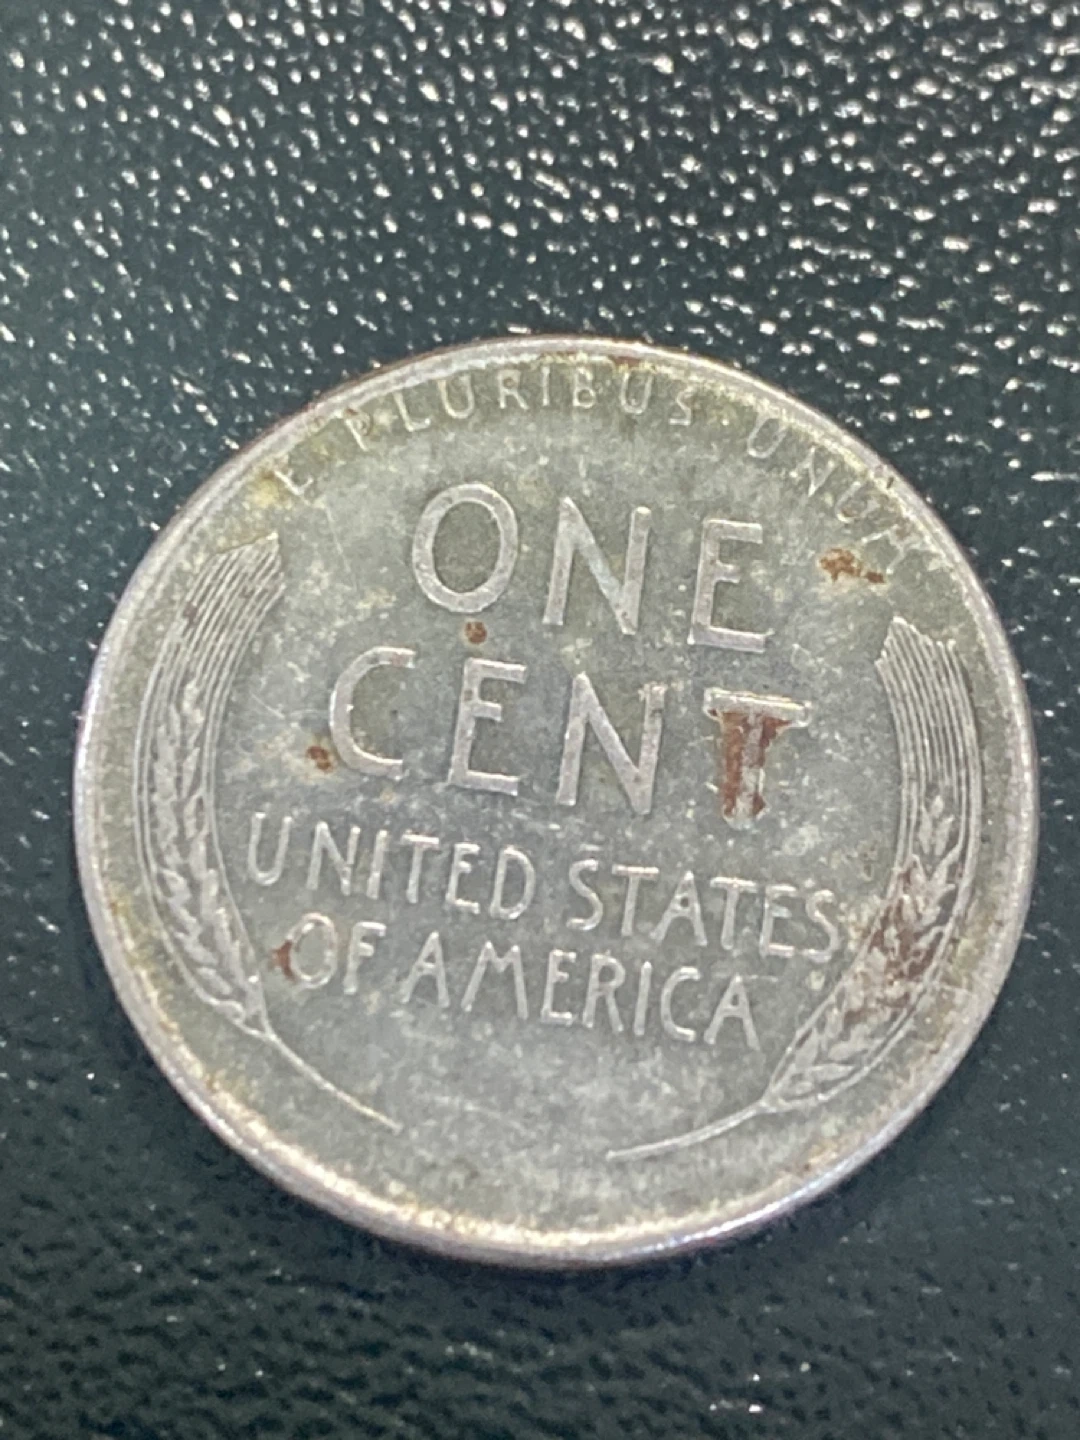 E PLURIBUS UNUM
ONE
CENT
UNITED STATES
OF AMERICA